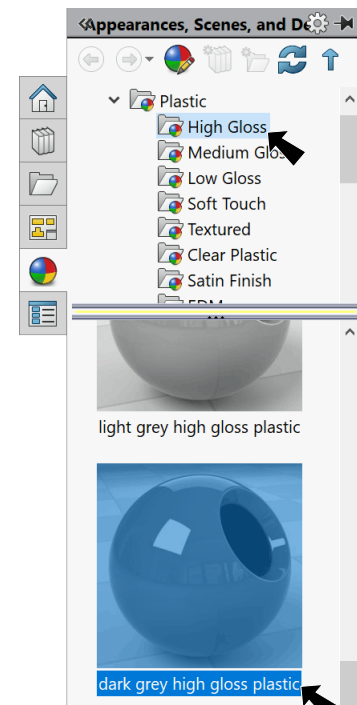 Appearances, Scenes, and De
Plastic
High Gloss
Medium Glos
Low Gloss
Soft Touch
Textured
Clear Plastic
Satin Finish
EDM
light grey high gloss plastic
dark grey high gloss plastic